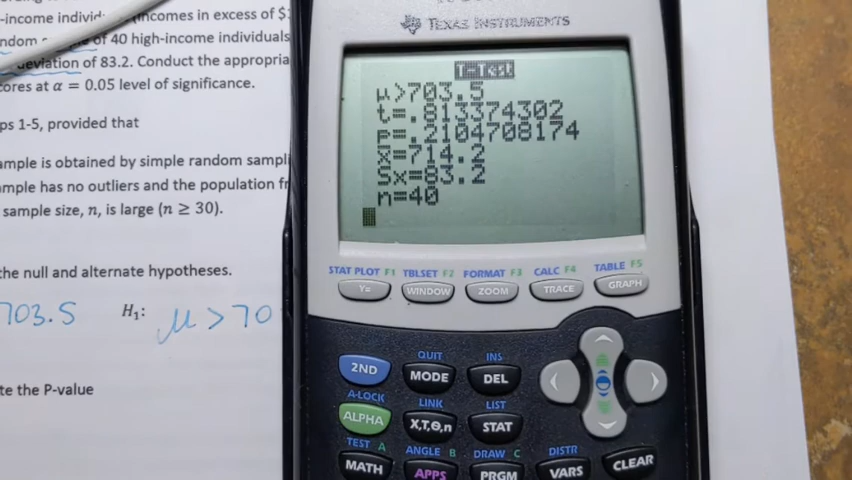 -income individ (incomes in excess of $
ndom of 40 high-income individuals
deviation of 83.2. Conduct the appropria
ores at α = 0.05 level of significance.
ps 1-5, provided that
ample is obtained by simple random sampli
mple has no outliers and the population fr
sample size, n, is large (n ≥ 30).
the null and alternate hypotheses.
703.5 H₁: μ > 70
te the P-value
TEXAS INSTRUMENTS
T-Test
μ>703.5
t=.813374302
p=.2104708174
x̄=714.2
Sx=83.2
n=40
STAT PLOT F1 TBLSET F2 FORMAT F3 CALC F4 TABLE F5
Y= WINDOW ZOOM TRACE GRAPH
QUIT INS
2ND MODE DEL
A-LOCK LINK LIST
ALPHA X,T,Θ,n STAT
TEST A ANGLE B DRAW C DISTR
MATH APPS PRGM VARS CLEAR